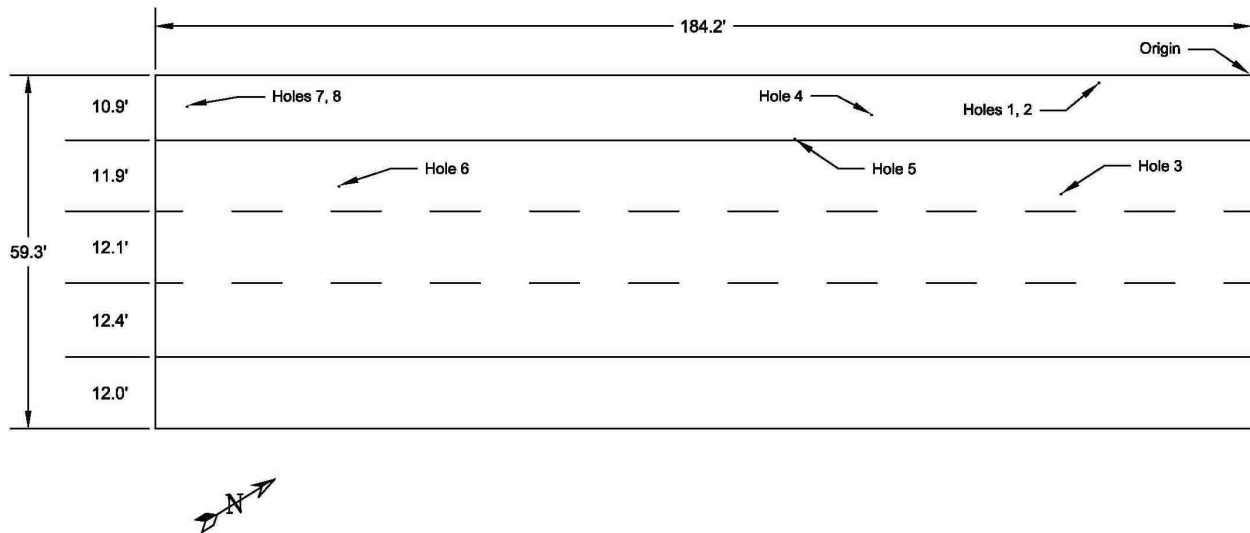 184.2'
Origin
10.9'
Holes 7, 8
Hole 4
Holes 1, 2
11.9'
Hole 6
Hole 5
Hole 3
59.3'
12.1'
12.4'
12.0'
N